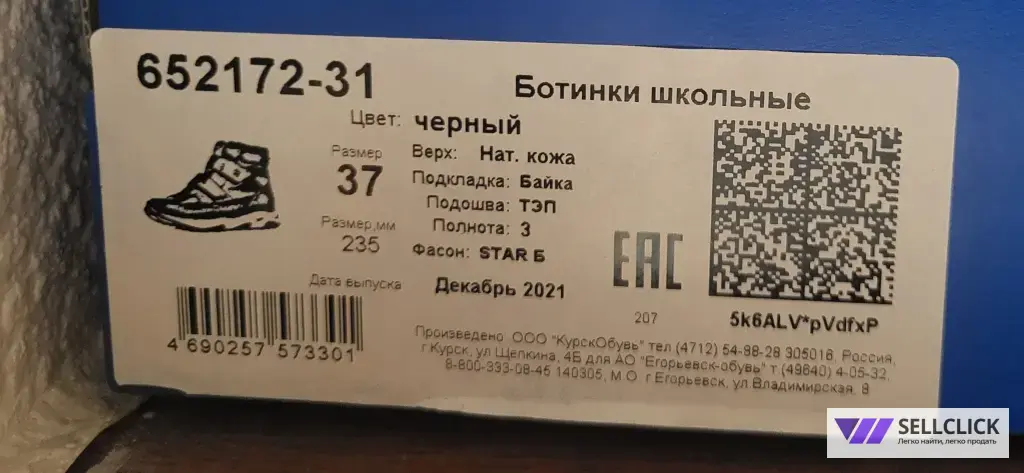 652172-31
Ботинки школьные
Цвет: черный
Размер
37
Размер,мм
235
Верх: Нат. кожа
Подкладка: Байка
Подошва: ТЭП
Полнота: 3
Фасон: STAR Б
Дата выпуска Декабрь 2021
4 690257 573301
EAC
207
5k6ALV*pVdfxP
Произведено ООО "КурскОбувь" тел (4712) 54-98-28 305018, Россия,
г.Курск, ул Щепкина, 4Б для АО "Егорьевск-обувь" т (49640) 4-05-32,
8-800-333-08-45 140305, М.О. г Егорьевск, ул Владимирская, 8
SELLCLICK
Легко найти, легко продать